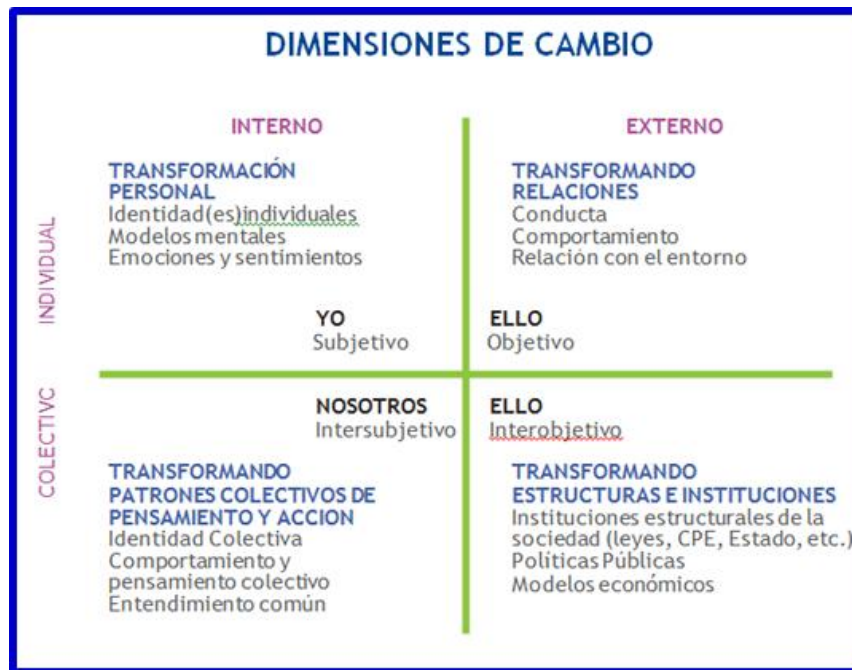 DIMENSIONES DE CAMBIO
INTERNO
EXTERNO
INDIVIDUAL
TRANSFORMACIÓN
PERSONAL
Identidad(es)individuales
Modelos mentales
Emociones y sentimientos
YO
Subjetivo
TRANSFORMANDO
RELACIONES
Conducta
Comportamiento
Relación con el entorno
ELLO
Objetivo
COLECTIVC
NOSOTROS
Intersubjetivo
TRANSFORMANDO
PATRONES COLECTIVOS DE
PENSAMIENTO Y ACCION
Identidad Colectiva
Comportamiento y
pensamiento colectivo
Entendimiento común
ELLO
Interobjetivo
TRANSFORMANDO
ESTRUCTURAS E INSTITUCIONES
Instituciones estructurales de la
sociedad (leyes, CPE, Estado, etc.)
Políticas Públicas
Modelos económicos